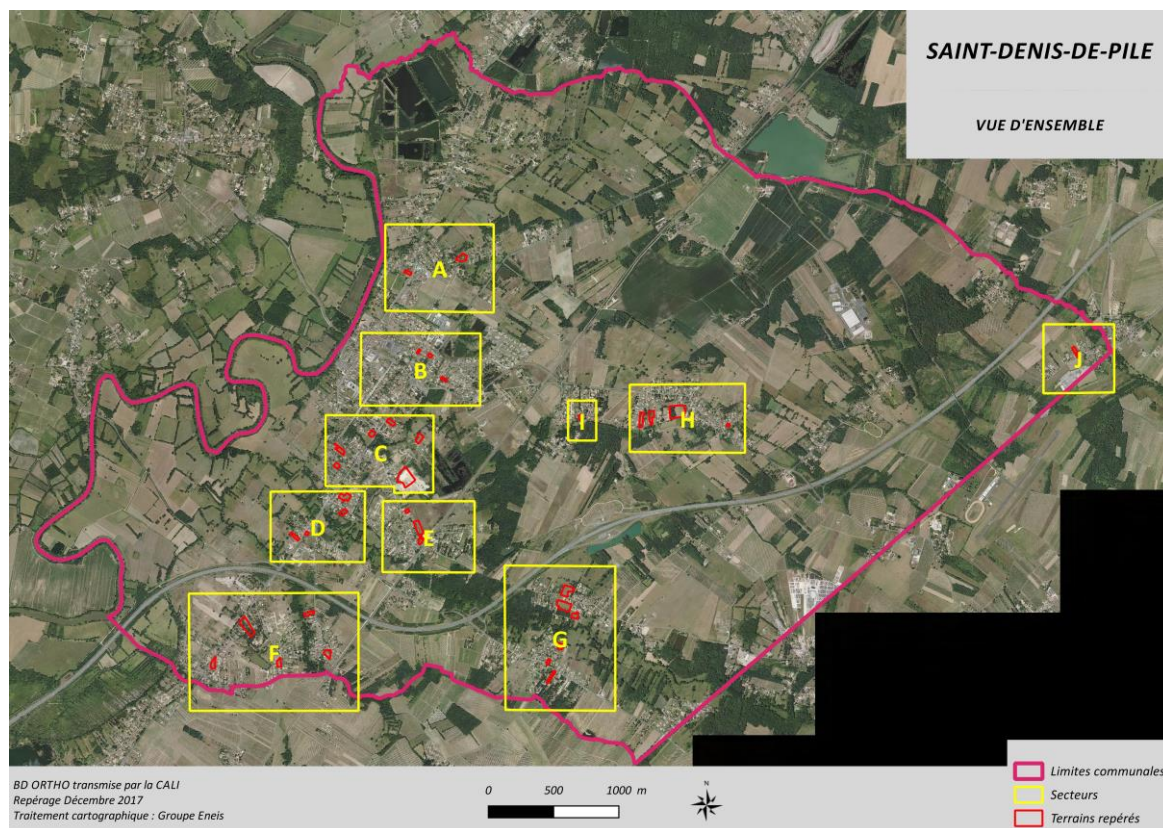 SAINT-DENIS-DE-PILE
VUE D'ENSEMBLE
A
B
C
D
E
F
G
H
I
J
BD ORTHO transmise par la CALI
Repérage Décembre 2017
Traitement cartographique : Groupe Eneis
0 500 1000 m
N
Limites communales
Secteurs
Terrains repérés